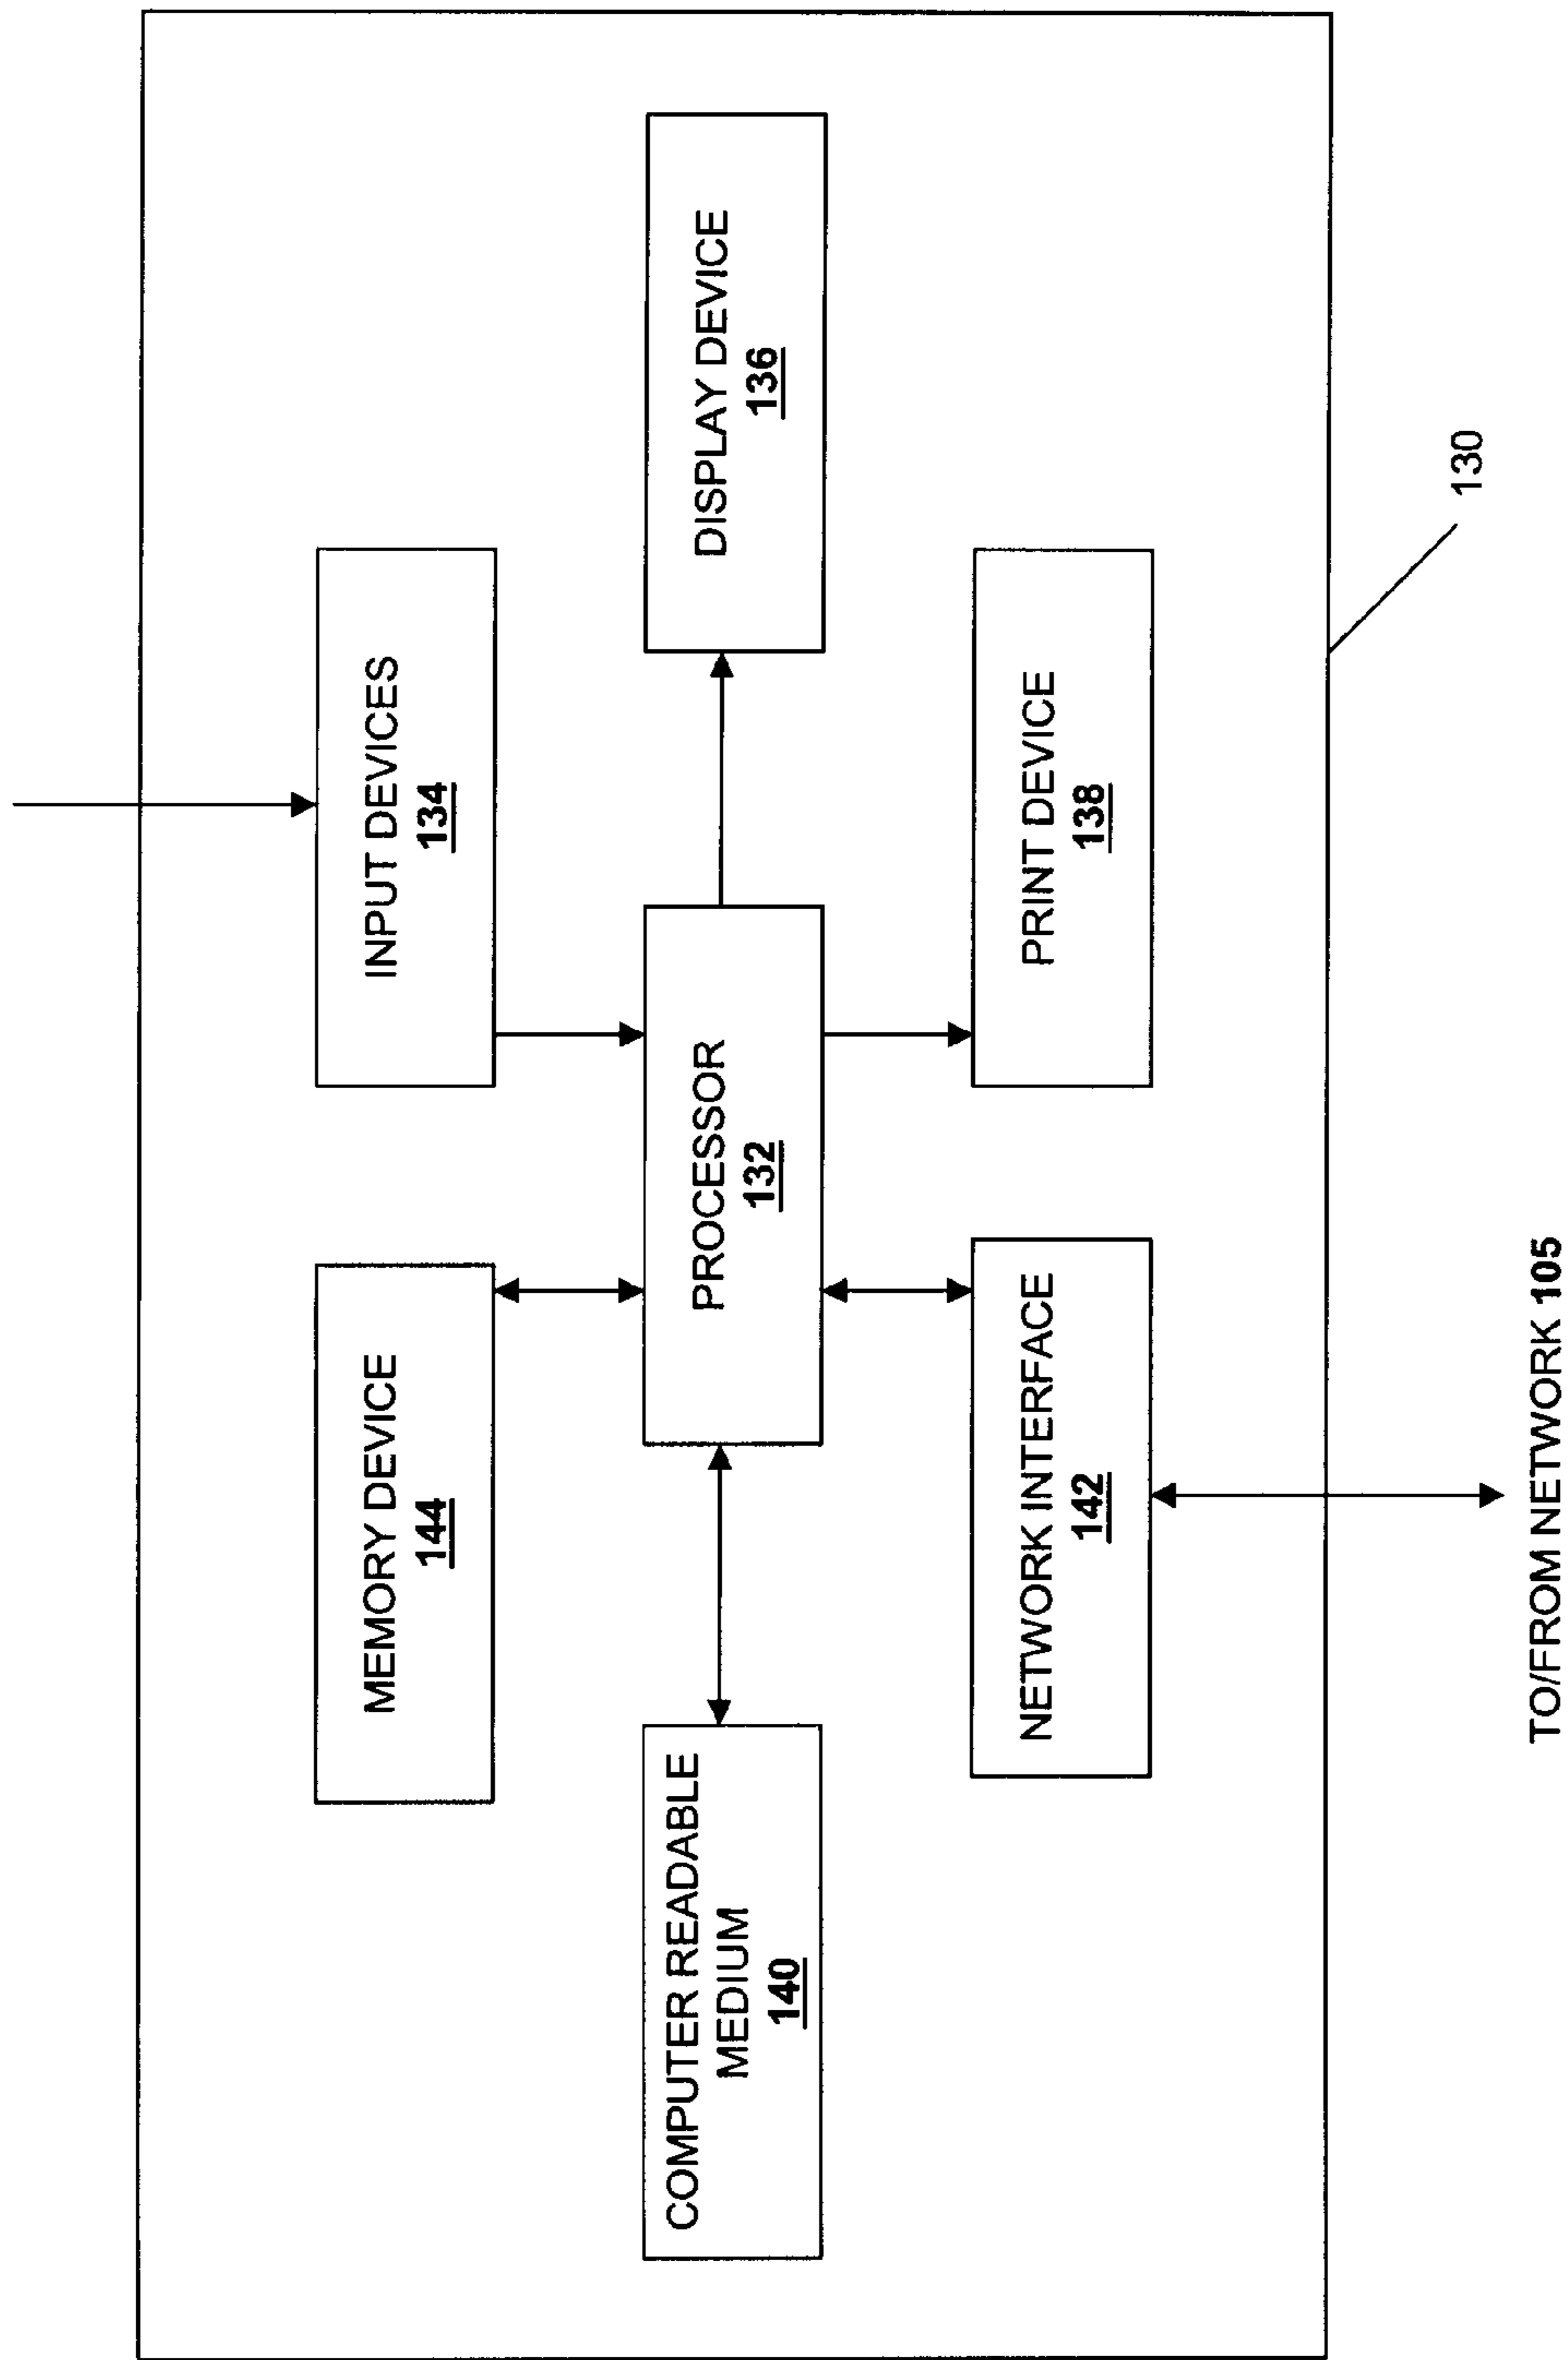 MEMORY DEVICE
144
INPUT DEVICES
134
COMPUTER READABLE
MEDIUM
140
PROCESSOR
132
DISPLAY DEVICE
136
NETWORK INTERFACE
142
PRINT DEVICE
138
130
TO/FROM NETWORK 105